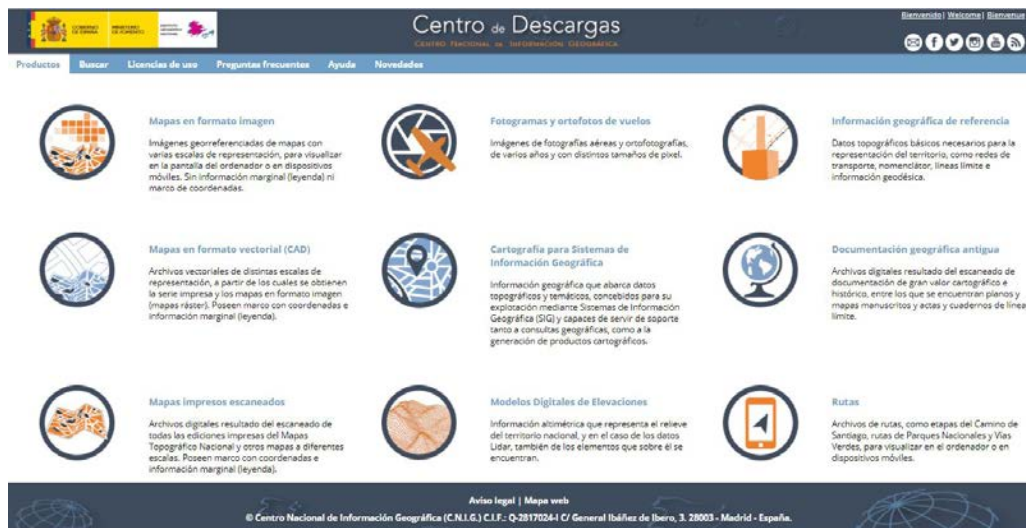 GOBIERNO DE ESPAÑA
MINISTERIO DE FOMENTO
Centro de Descargas
CENTRO NACIONAL DE INFORMACIÓN GEOGRÁFICA
Bienvenido| Welcome| Bienvenue
Productos Buscar Licencias de uso Preguntas frecuentes Ayuda Novedades
Mapas en formato imagen
Imágenes georreferenciadas de mapas con
varias escalas de representación, para visualizar
en la pantalla del ordenador o en dispositivos
móviles. Sin información marginal (leyenda) ni
marco de coordenadas.
Fotogramas y ortofotos de vuelos
Imágenes de fotografías aéreas y ortofotografías,
de varios años y con distintos tamaños de pixel.
Información geográfica de referencia
Datos topográficos básicos necesarios para la
representación del territorio, como redes de
transporte, nomenclátor, líneas límite e
información geodésica.
Mapas en formato vectorial (CAD)
Archivos vectoriales de distintas escalas de
representación, a partir de los cuales se obtienen
la serie impresa y los mapas en formato imagen
(mapas ráster). Poseen marco con coordenadas e
información marginal (leyenda).
Cartografía para Sistemas de
Información Geográfica
Información geográfica que abarca datos
topográficos y temáticos, concebidos para su
explotación mediante Sistemas de Información
Geográfica (SIG) y capaces de servir de soporte
tanto a consultas geográficas, como a la
generación de productos cartográficos.
Documentación geográfica antigua
Archivos digitales resultado del escaneado de
documentación de gran valor cartográfico e
histórico, entre los que se encuentran planos y
mapas manuscritos y actas y cuadernos de línea
límite.
Mapas impresos escaneados
Archivos digitales resultado del escaneado de
todas las ediciones impresas del Mapas
Topográfico Nacional y otros mapas a diferentes
escalas. Poseen marco con coordenadas e
información marginal (leyenda).
Modelos Digitales de Elevaciones
Información altimétrica que representa el relieve
del territorio nacional, y en el caso de los datos
Lidar, también de los elementos que sobre él se
encuentran.
Rutas
Archivos de rutas, como etapas del Camino de
Santiago, rutas de Parques Nacionales y Vías
Verdes, para visualizar en el ordenador o en
dispositivos móviles.
Aviso legal | Mapa web
© Centro Nacional de Información Geográfica (C.N.I.G.) C.I.F.: Q-2817024-I C/ General Ibáñez de Ibero, 3. 28003 - Madrid - España.